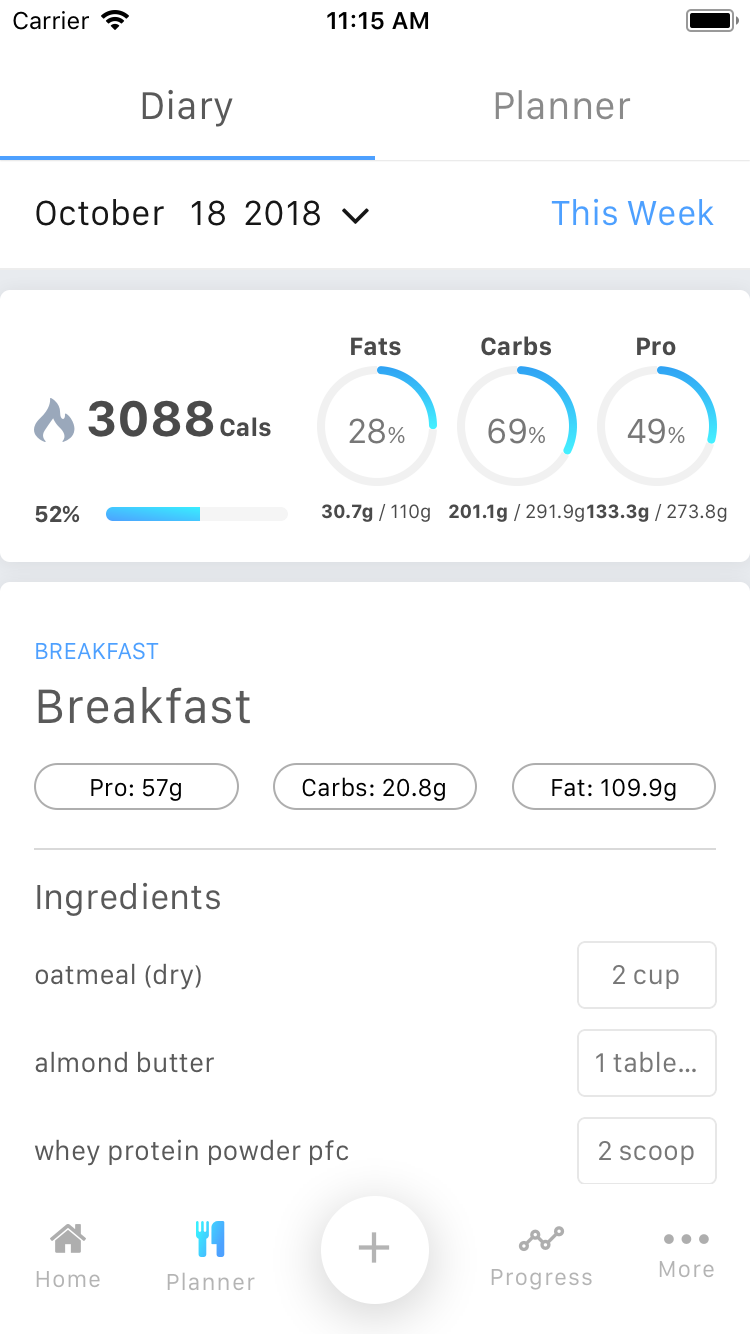 Carrier 11:15 AM
Diary Planner
October 18 2018 This Week
Fats Carbs Pro
3088 Cals
28% 69% 49%
52% 30.7g / 110g 201.1g / 291.9g 133.3g / 273.8g
BREAKFAST
Breakfast
Pro: 57g Carbs: 20.8g Fat: 109.9g
Ingredients
oatmeal (dry) 2 cup
almond butter 1 table...
whey protein powder pfc 2 scoop
Home Planner Progress More